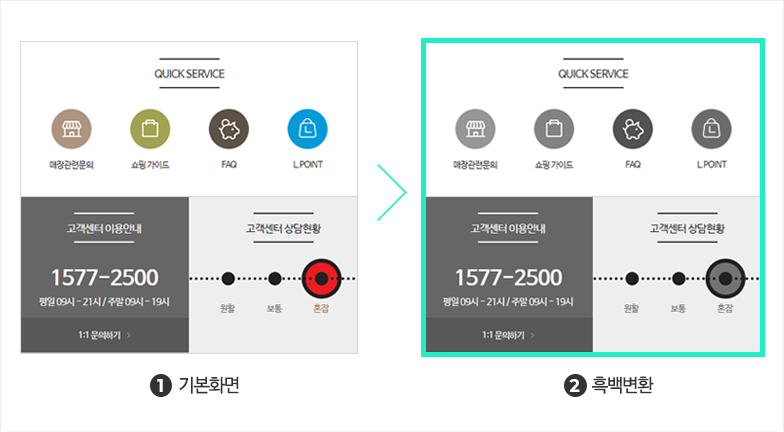 QUICK SERVICE
매장관련문의 쇼핑 가이드 FAQ L.POINT
고객센터 이용안내
1577-2500
평일 09시 - 21시 / 주말 09시 - 19시
1:1 문의하기 >
고객센터 상담현황
원활 보통 혼잡
1 기본화면
QUICK SERVICE
매장관련문의 쇼핑 가이드 FAQ L.POINT
고객센터 이용안내
1577-2500
평일 09시 - 21시 / 주말 09시 - 19시
1:1 문의하기 >
고객센터 상담현황
원활 보통 혼잡
2 흑백변환